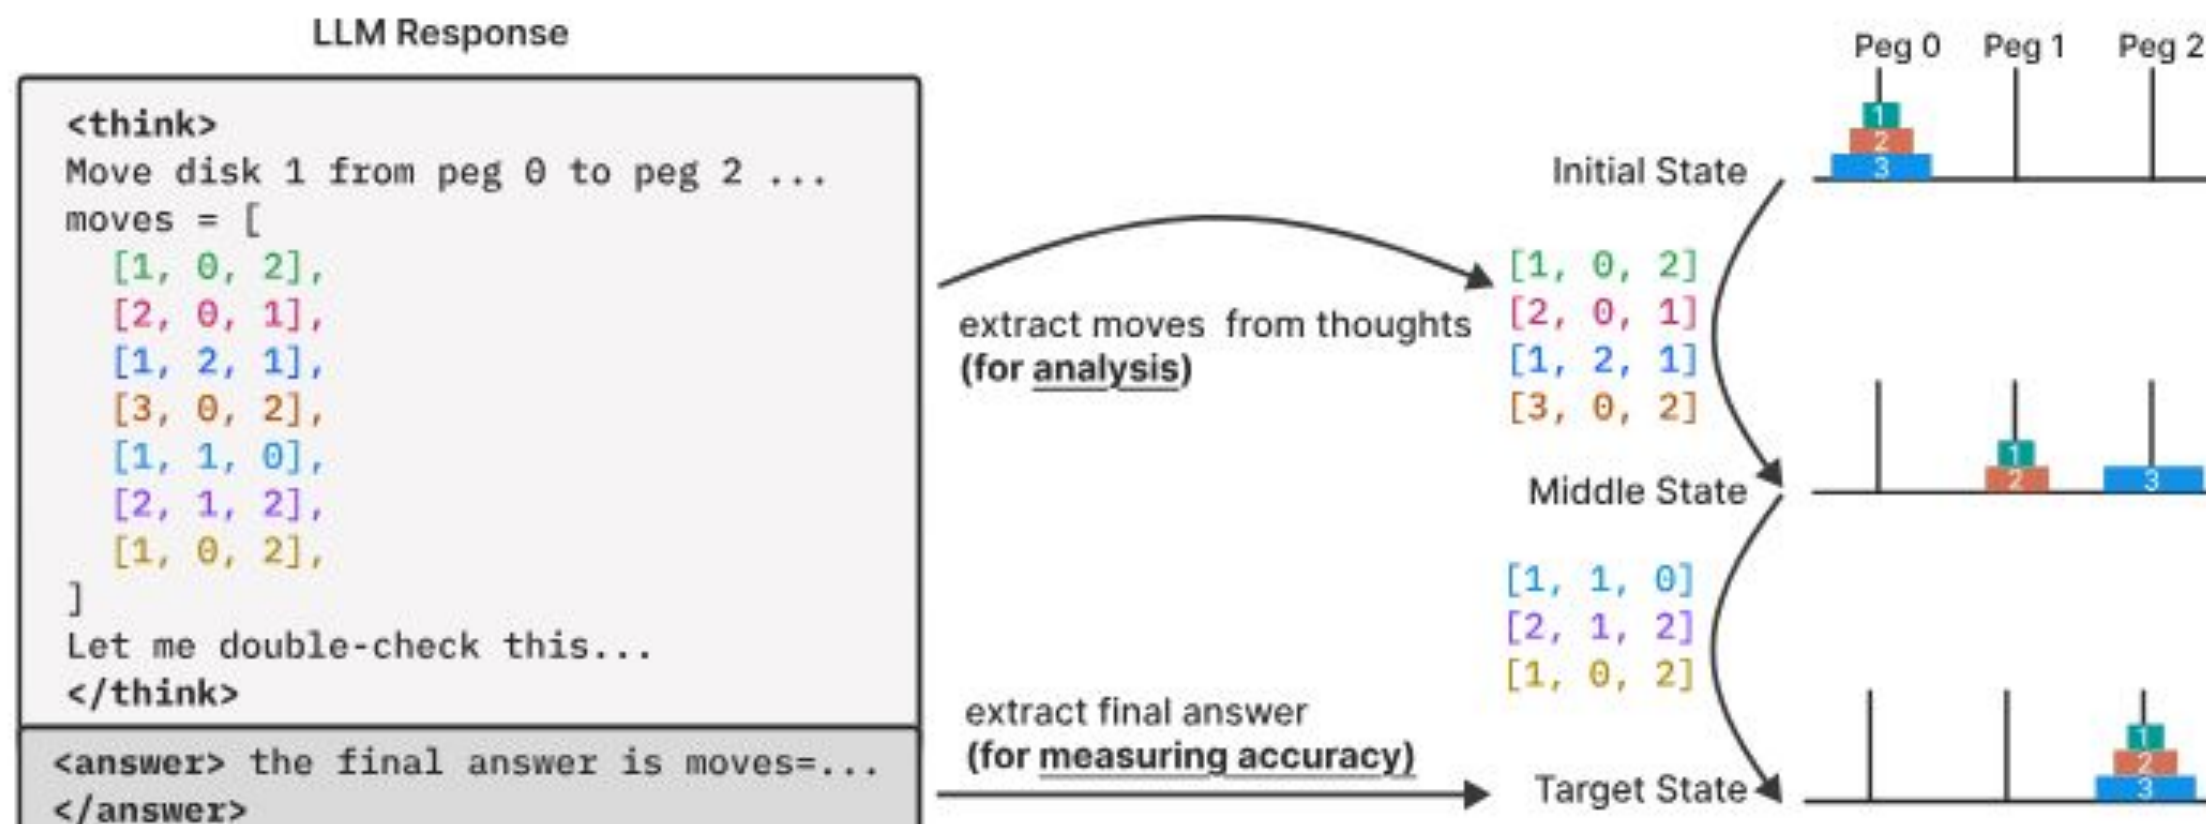 LLM Response
<think>
Move disk 1 from peg 0 to peg 2 ...
moves = [
[1, 0, 2],
[2, 0, 1],
[1, 2, 1],
[3, 0, 2],
[1, 1, 0],
[2, 1, 2],
[1, 0, 2],
]
Let me double-check this...
</think>
<answer> the final answer is moves=...
</answer>
extract moves from thoughts
(for analysis)
extract final answer
(for measuring accuracy)
Peg 0 Peg 1 Peg 2
1
2
3
Initial State
[1, 0, 2]
[2, 0, 1]
[1, 2, 1]
[3, 0, 2]
1
2 3
Middle State
[1, 1, 0]
[2, 1, 2]
[1, 0, 2]
1
2
3
Target State